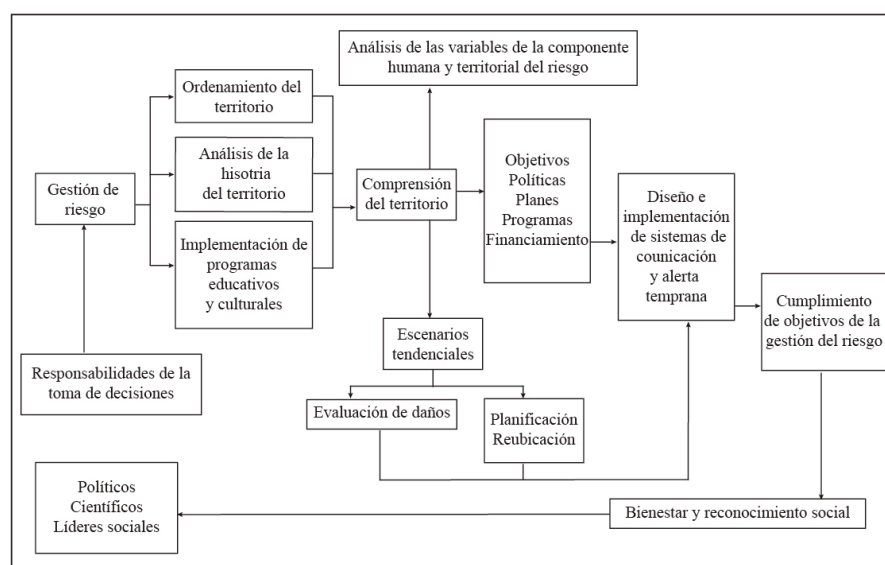 Análisis de las variables de la componente
humana y territorial del riesgo
Ordenamiento del
territorio
Análisis de la
hisotria
del territorio
Implementación de
programas
educativos
y culturales
Gestión de
riesgo
Responsabilidades de la
toma de decisiones
Comprensión
del territorio
Objetivos
Políticas
Planes
Programas
Financiamiento
Diseño e
implementación
de sistemas de
counicación
y alerta
temprana
Cumplimiento
de objetivos de la
gestión del riesgo
Escenarios
tendenciales
Evaluación de daños
Planificación
Reubicación
Bienestar y reconocimiento social
Políticos
Científicos
Líderes sociales